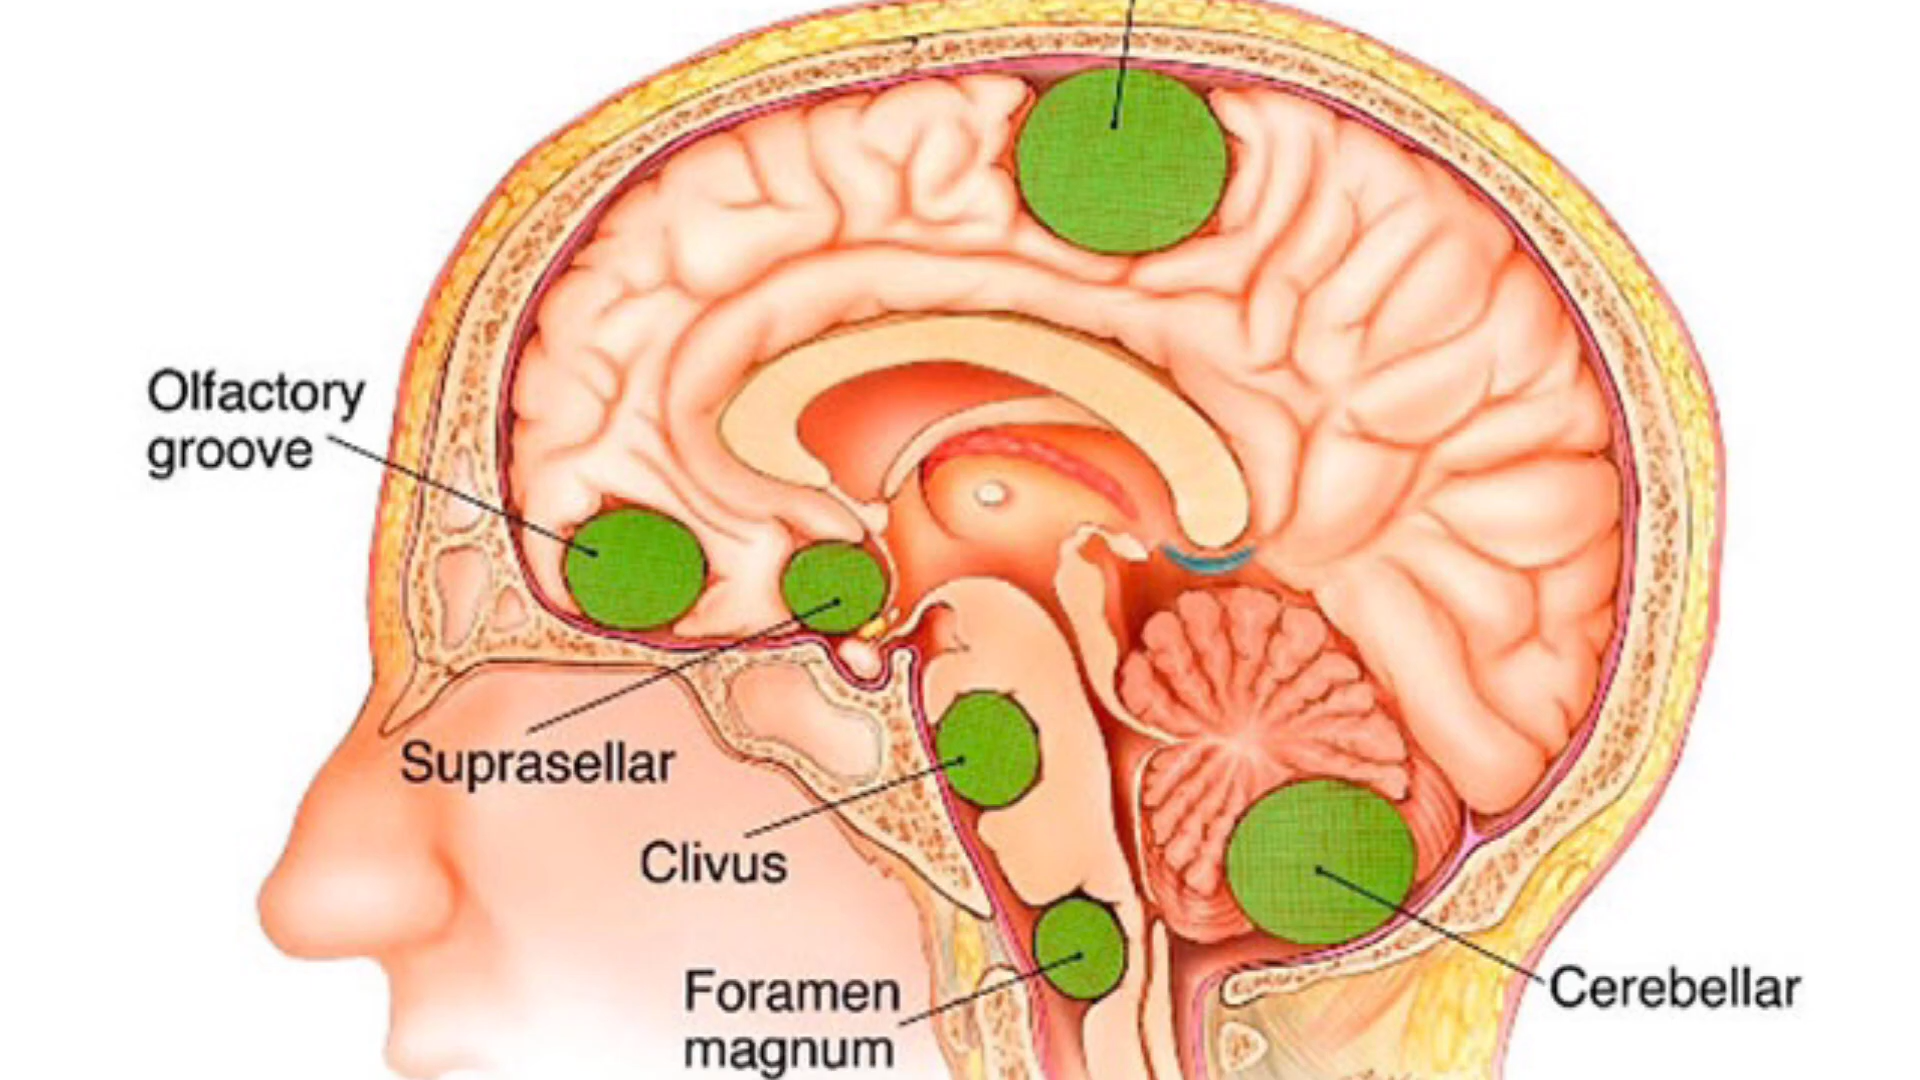 Olfactory
groove
Suprasellar
Clivus
Foramen
magnum
Cerebellar